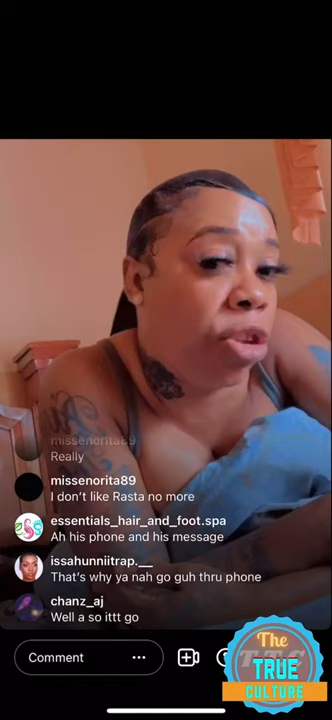 missenorita89
Really
missenorita89
I don't like Rasta no more
essentials_hair_and_foot.spa
Ah his phone and his message
issahunniitrap.__
That's why ya nah go guh thru phone
chanz_aj
Well a so ittt go
Comment
The
TRUE
CULTURE